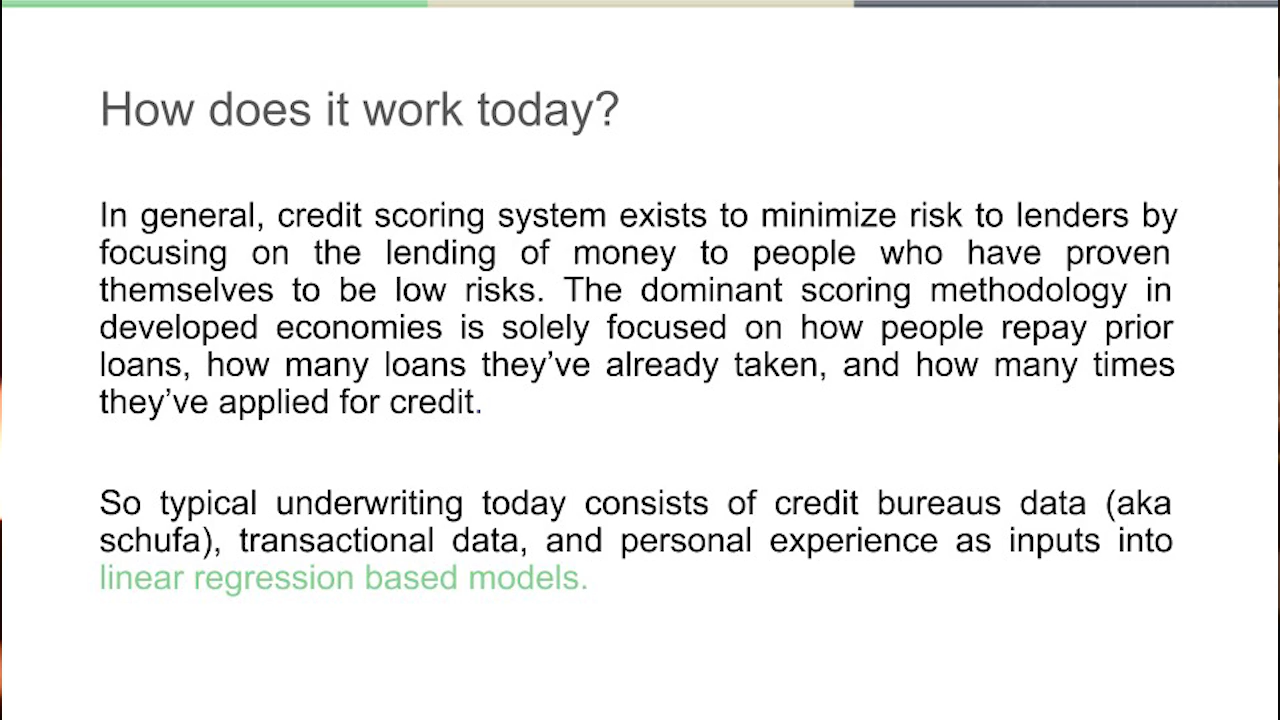 How does it work today?
In general, credit scoring system exists to minimize risk to lenders by
focusing on the lending of money to people who have proven
themselves to be low risks. The dominant scoring methodology in
developed economies is solely focused on how people repay prior
loans, how many loans they’ve already taken, and how many times
they’ve applied for credit.
So typical underwriting today consists of credit bureaus data (aka
schufa), transactional data, and personal experience as inputs into
linear regression based models.